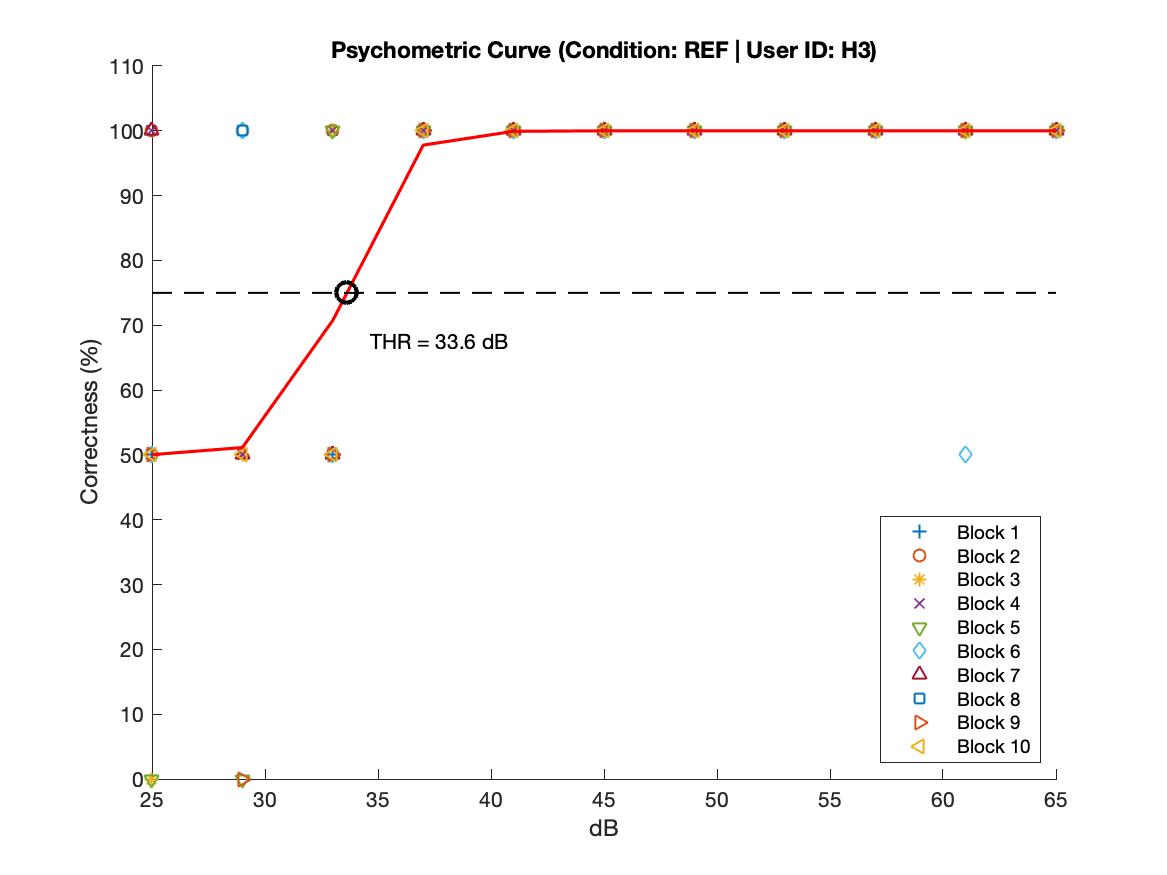 Psychometric Curve (Condition: REF | User ID: H3)
110
100
90
80
70
60
50
40
30
20
10
0
Correctness (%)
THR = 33.6 dB
Block 1
Block 2
Block 3
Block 4
Block 5
Block 6
Block 7
Block 8
Block 9
Block 10
25 30 35 40 45 50 55 60 65
dB